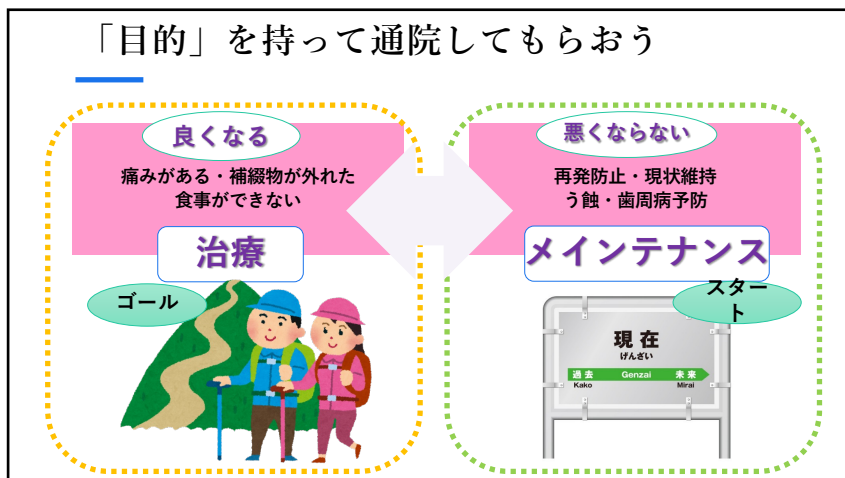 「目的」を持って通院してもらおう
良くなる
痛みがある・補綴物が外れた
食事ができない
治療
ゴール
悪くならない
再発防止・現状維持
う蝕・歯周病予防
メインテナンス
スター
ト
現在
げんざい
過去 Genzai 未来
Kako Mirai